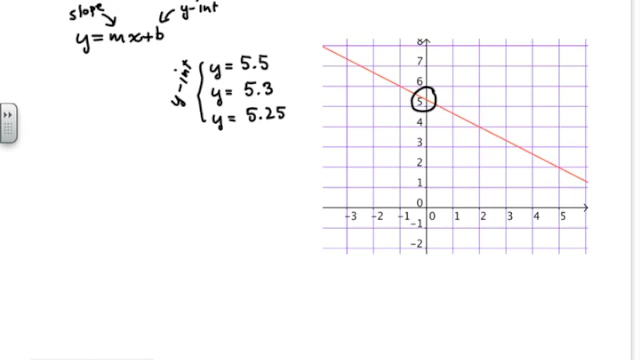 slope
y-int
y = mx + b
y-int
y = 5.5
y = 5.3
y = 5.25
8
7
6
5
4
3
2
1
0
-3 -2 -1 0 1 2 3 4 5
-1
-2